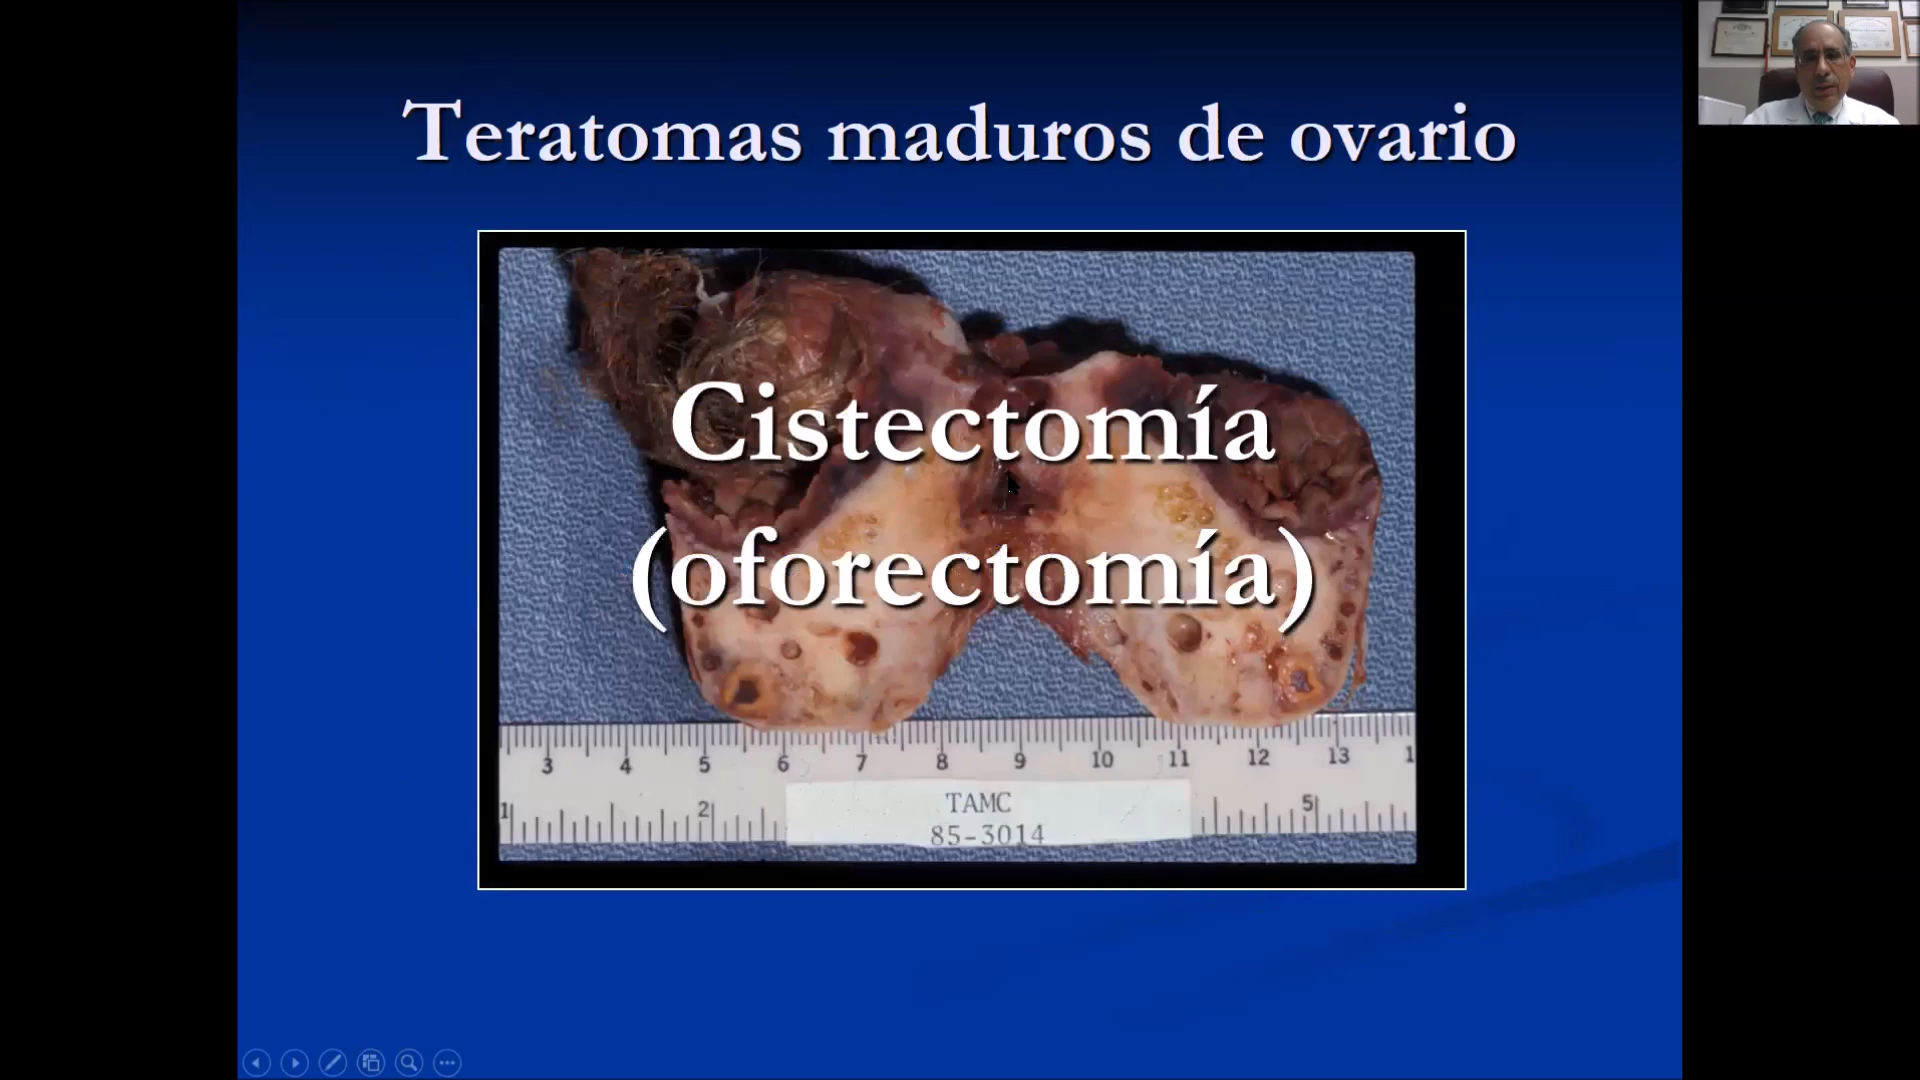 Teratomas maduros de ovario
Cistectomía
(oforectomía)
3 4 5 6 7 8 9 10 11 12 13 1
1 2 5
TAMC
85-3014